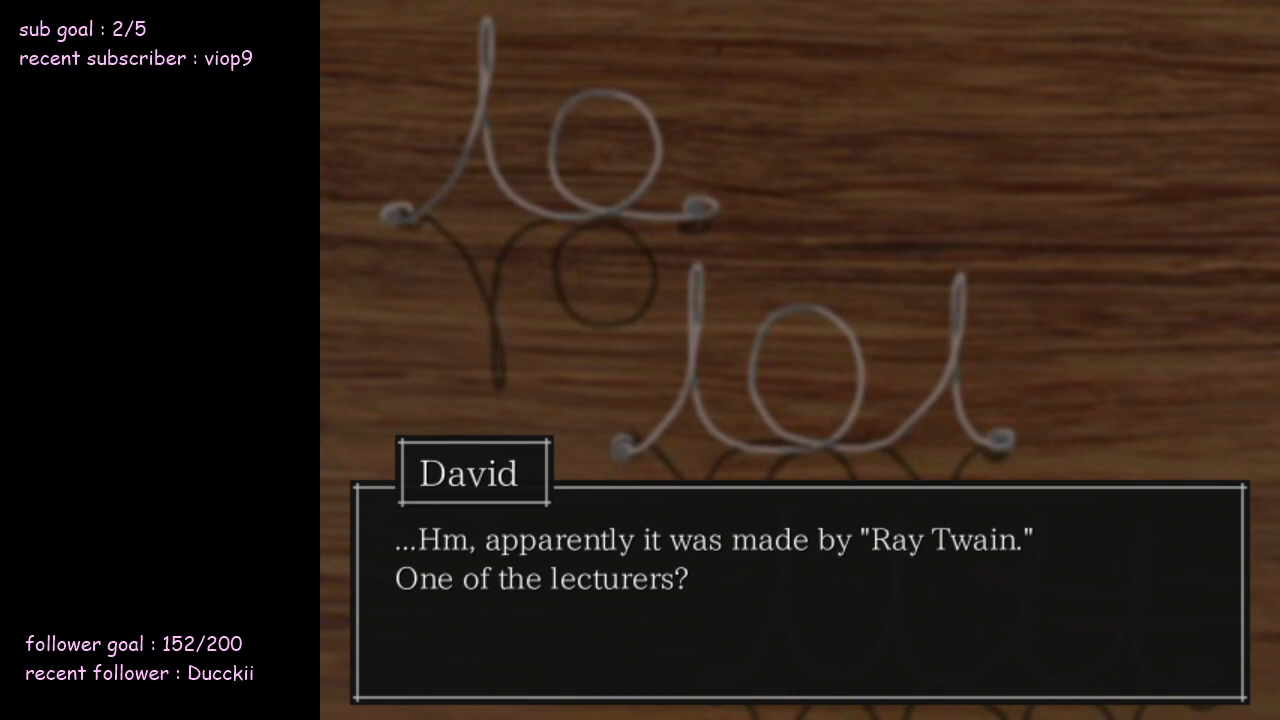 sub goal : 2/5
recent subscriber : viop9
David
...Hm, apparently it was made by "Ray Twain."
One of the lecturers?
follower goal : 152/200
recent follower : Ducckii